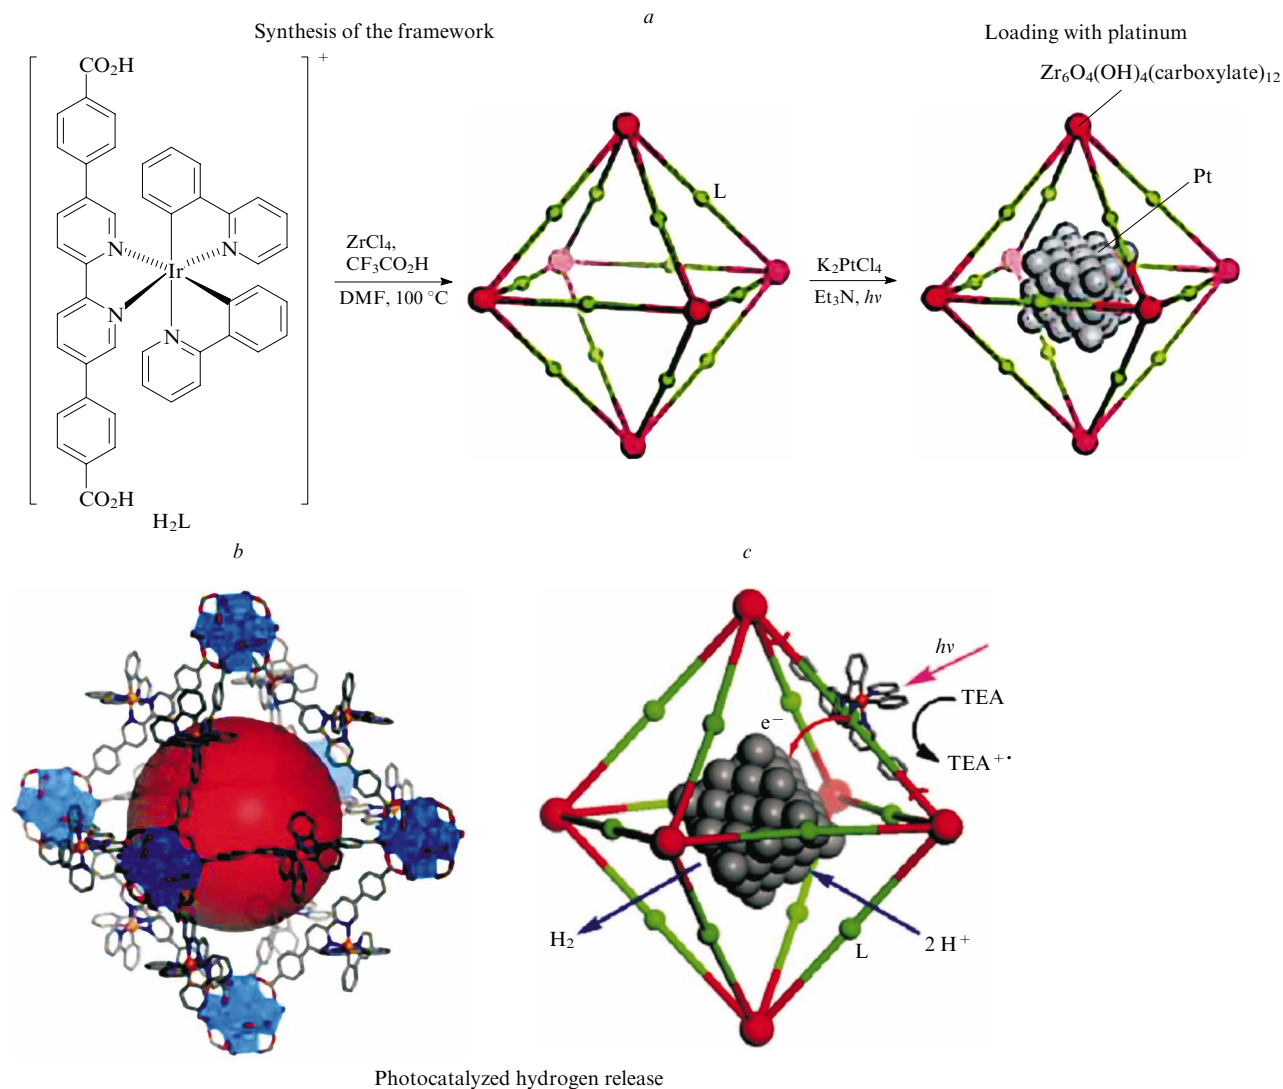 a
Synthesis of the framework
Loading with platinum
CO₂H
+
Zr₆O₄(OH)₄(carboxylate)₁₂
L
Pt
N
N
Ir
ZrCl₄,
CF₃CO₂H
DMF, 100 °C
K₂PtCl₄
Et₃N, hν
N
N
CO₂H
H₂L
b
c
hν
TEA
e⁻
TEA⁺•
H₂
L
2 H⁺
Photocatalyzed hydrogen release